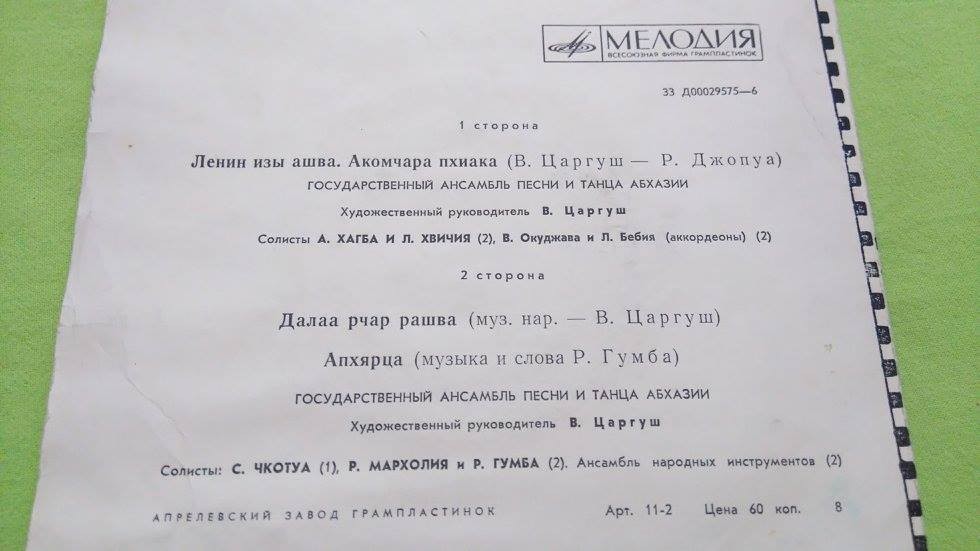 МЕЛОДИЯ
ВСЕСОЮЗНАЯ ФИРМА ГРАМПЛАСТИНОК
33 Д00029575—6
1 сторона
Ленин изы ашва. Акомчара пхиака (В. Царгуш — Р. Джопуа)
ГОСУДАРСТВЕННЫЙ АНСАМБЛЬ ПЕСНИ И ТАНЦА АБХАЗИИ
Художественный руководитель В. Царгуш
Солисты А. ХАГБА И Л. ХВИЧИЯ (2), В. Окуджава и Л. Бебия (аккордеоны) (2)
2 сторона
Далаа рчар рашва (муз. нар. — В. Царгуш)
Апхярца (музыка и слова Р. Гумба)
ГОСУДАРСТВЕННЫЙ АНСАМБЛЬ ПЕСНИ И ТАНЦА АБХАЗИИ
Художественный руководитель В. Царгуш
Солисты: С. ЧКОТУА (1), Р. МАРХОЛИЯ и Р. ГУМБА (2). Ансамбль народных инструментов (2)
АПРЕЛЕВСКИЙ ЗАВОД ГРАМПЛАСТИНОК Арт. 11-2 Цена 60 коп. 8